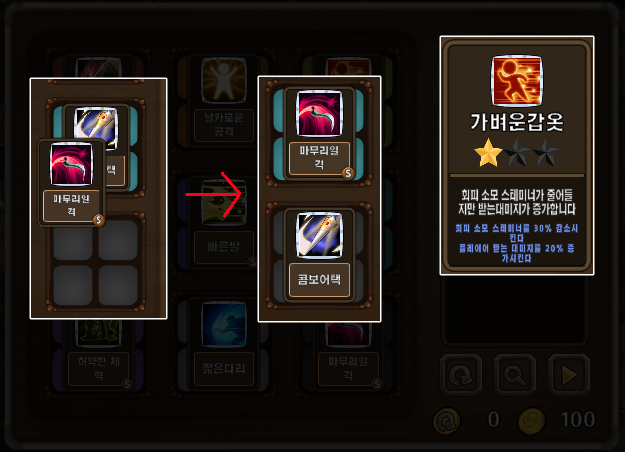 날카로운
공격
택
마무리일
격
S
마무리일
격
S
콤보어택
빠른발
S
허약한 체
력
S
짧은다리
마무리일
격
S
가벼운갑옷
회피 소모 스테미너가 줄어들
지만 받는대미지가 증가합니다
회피 소모 스테미너를 30% 감소시
킨다
플레이어 받는 대미지를 20% 증
가시킨다
0
100